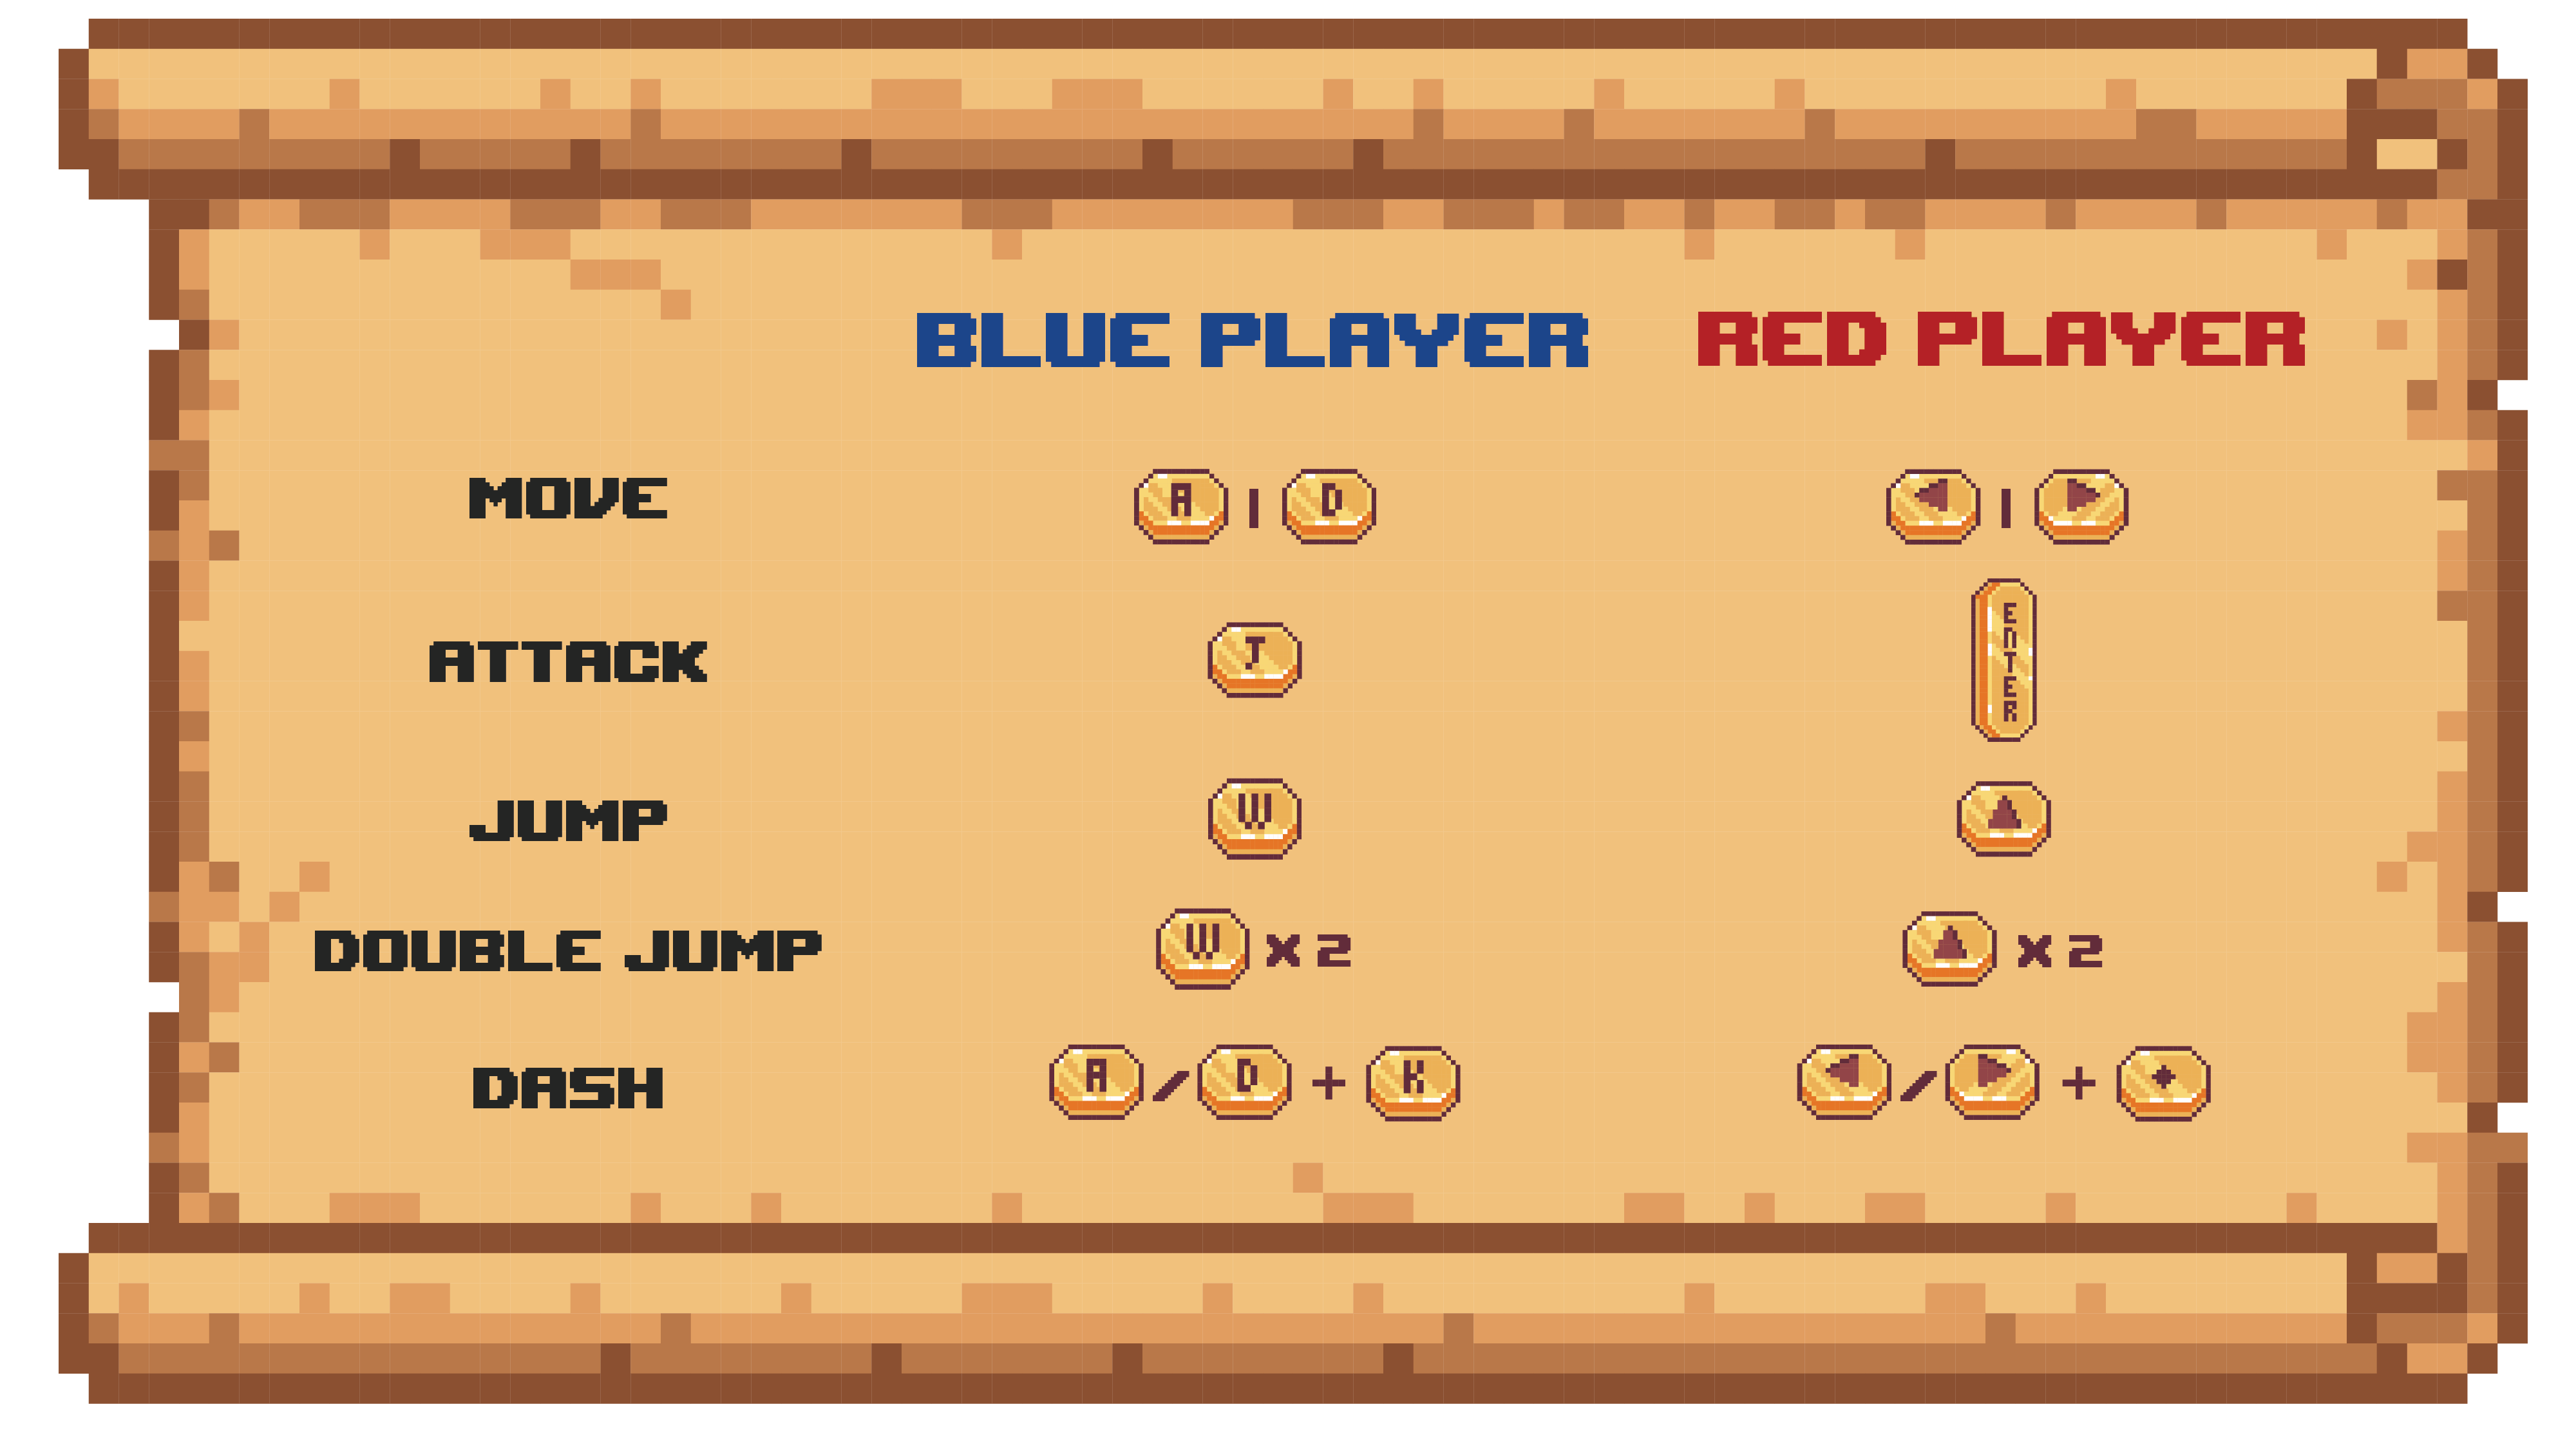 BLUE PLAYER RED PLAYER
MOVE A | D ◀ | ▶
ATTACK J ENTER
JUMP W ▲
DOUBLE JUMP W X 2 ▲ X 2
DASH A / D + K ◀ / ▶ + ◆